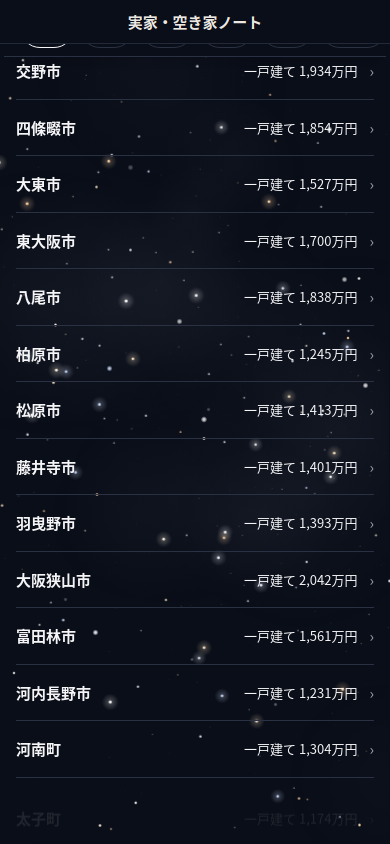 実家・空き家ノート
交野市 一戸建て 1,934万円 ›
四條畷市 一戸建て 1,854万円 ›
大東市 一戸建て 1,527万円 ›
東大阪市 一戸建て 1,700万円 ›
八尾市 一戸建て 1,838万円 ›
柏原市 一戸建て 1,245万円 ›
松原市 一戸建て 1,413万円 ›
藤井寺市 一戸建て 1,401万円 ›
羽曳野市 一戸建て 1,393万円 ›
大阪狭山市 一戸建て 2,042万円 ›
富田林市 一戸建て 1,561万円 ›
河内長野市 一戸建て 1,231万円 ›
河南町 一戸建て 1,304万円 ›
太子町 一戸建て 1,174万円 ›